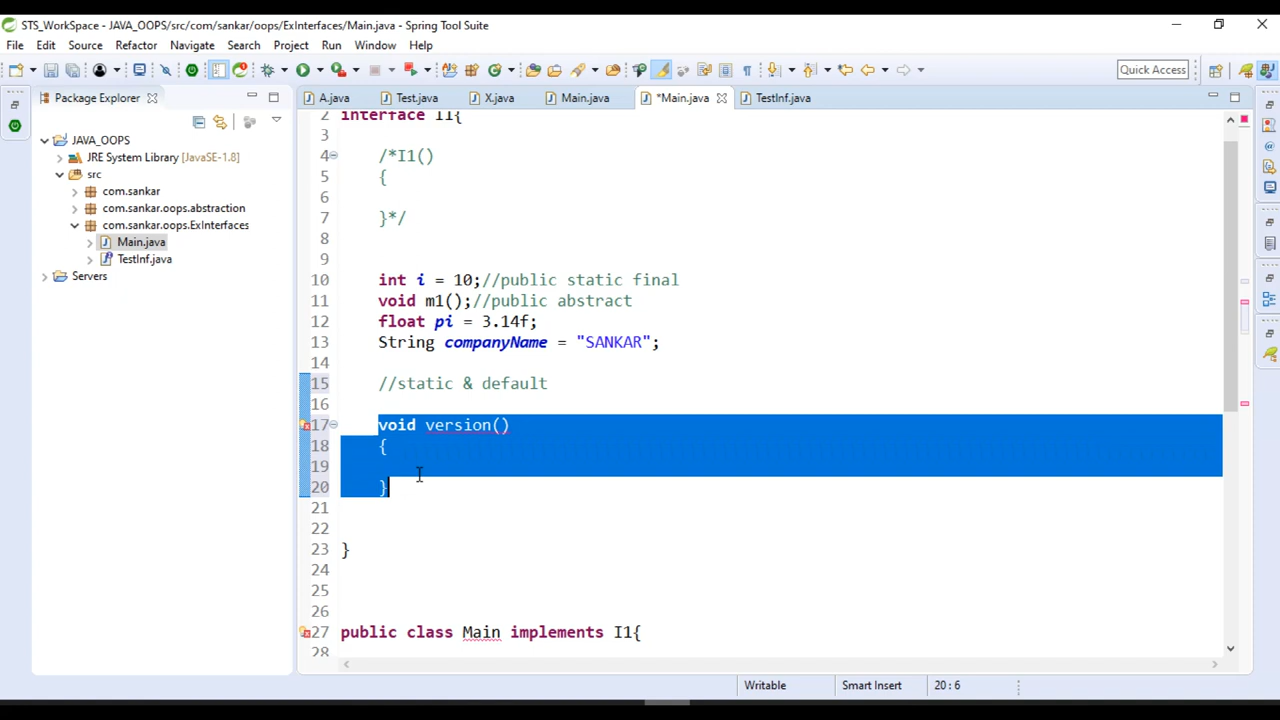 STS_WorkSpace - JAVA_OOPS/src/com/sankar/oops/ExInterfaces/Main.java - Spring Tool Suite
File Edit Source Refactor Navigate Search Project Run Window Help
Quick Access
Package Explorer
A.java Test.java X.java Main.java *Main.java TestInf.java
JAVA_OOPS
JRE System Library [JavaSE-1.8]
src
com.sankar
com.sankar.oops.abstraction
com.sankar.oops.ExInterfaces
Main.java
TestInf.java
Servers
2 interface I1{
3
4 /*I1()
5 {
6
7 }*/
8
9
10 int i = 10;//public static final
11 void m1();//public abstract
12 float pi = 3.14f;
13 String companyName = "SANKAR";
14
15 //static & default
16
17 void version()
18 {
19
20 }
21
22
23 }
24
25
26
27 public class Main implements I1{
28
Writable Smart Insert 20 : 6